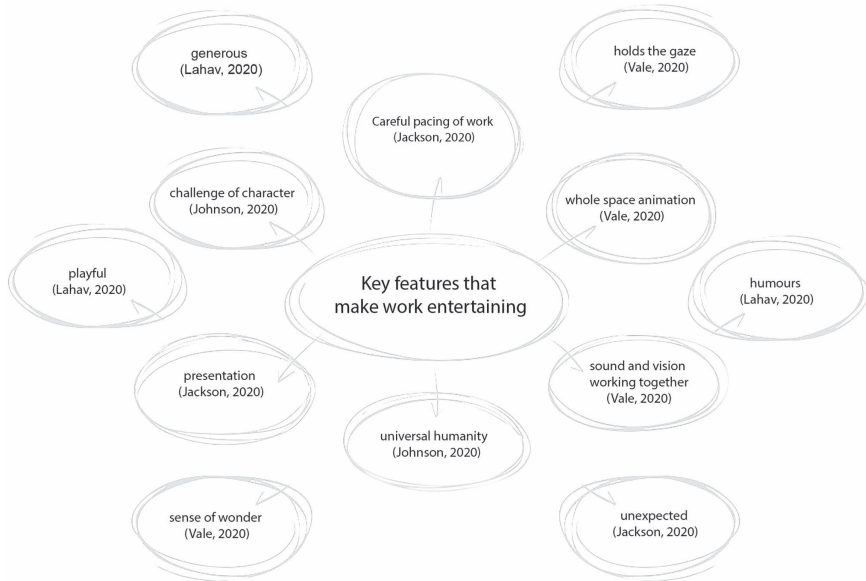 generous
(Lahav, 2020)
holds the gaze
(Vale, 2020)
Careful pacing of work
(Jackson, 2020)
challenge of character
(Johnson, 2020)
whole space animation
(Vale, 2020)
playful
(Lahav, 2020)
Key features that
make work entertaining
humours
(Lahav, 2020)
presentation
(Jackson, 2020)
sound and vision
working together
(Vale, 2020)
universal humanity
(Johnson, 2020)
sense of wonder
(Vale, 2020)
unexpected
(Jackson, 2020)